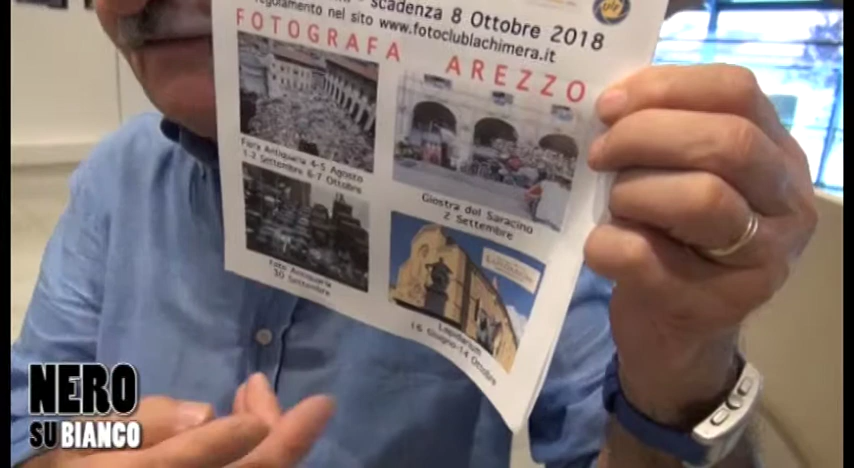 scadenza 8 Ottobre 2018
regolamento nel sito www.fotoclublachimera.it
FOTOGRAFA AREZZO
Fiera Antiquaria 4-5 Agosto
1-2 Settembre 6-7 Ottobre
Giostra del Saracino
2 Settembre
Foto Antiquaria
30 Settembre
Lapidarium
16 Giugno-14 Ottobre
NERO
SU BIANCO